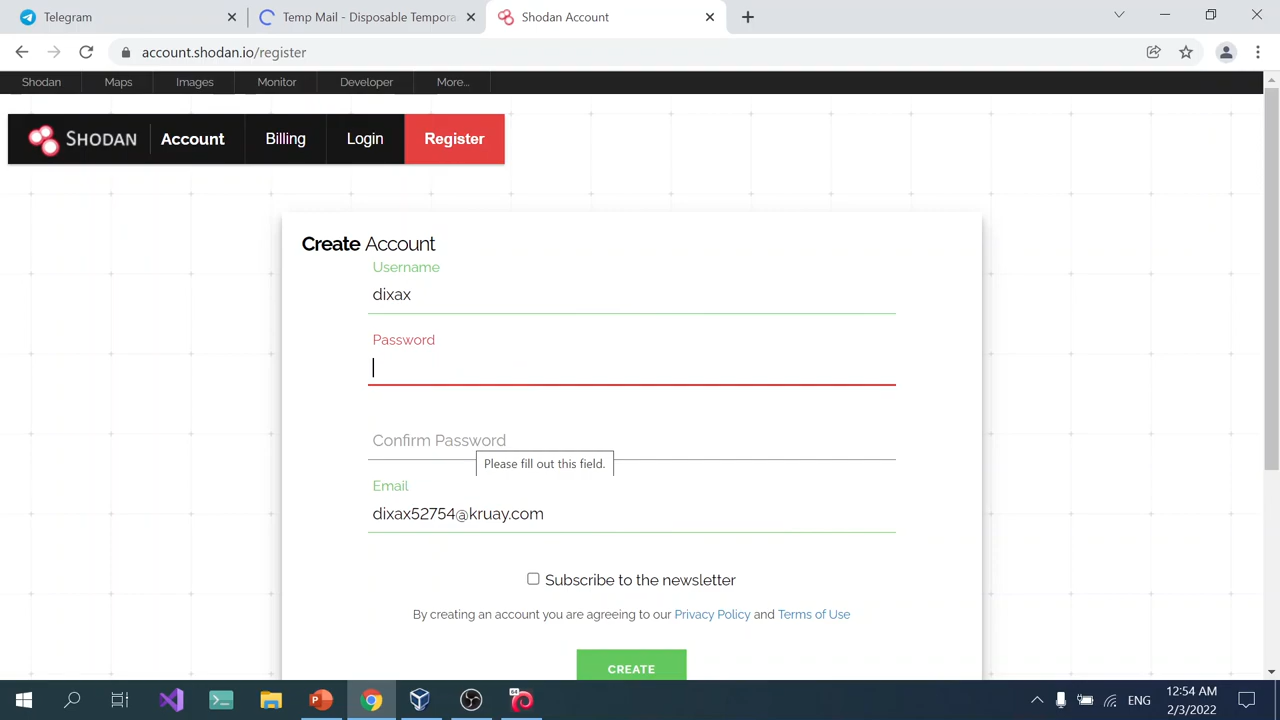 Telegram
Temp Mail - Disposable Tempora
Shodan Account
account.shodan.io/register
Shodan
Maps
Images
Monitor
Developer
More...
SHODAN
Account
Billing
Login
Register
Create Account
Username
dixax
Password
Confirm Password
Please fill out this field.
Email
dixax52754@kruay.com
Subscribe to the newsletter
By creating an account you are agreeing to our Privacy Policy and Terms of Use
CREATE
P
64
ENG
12:54 AM
2/3/2022